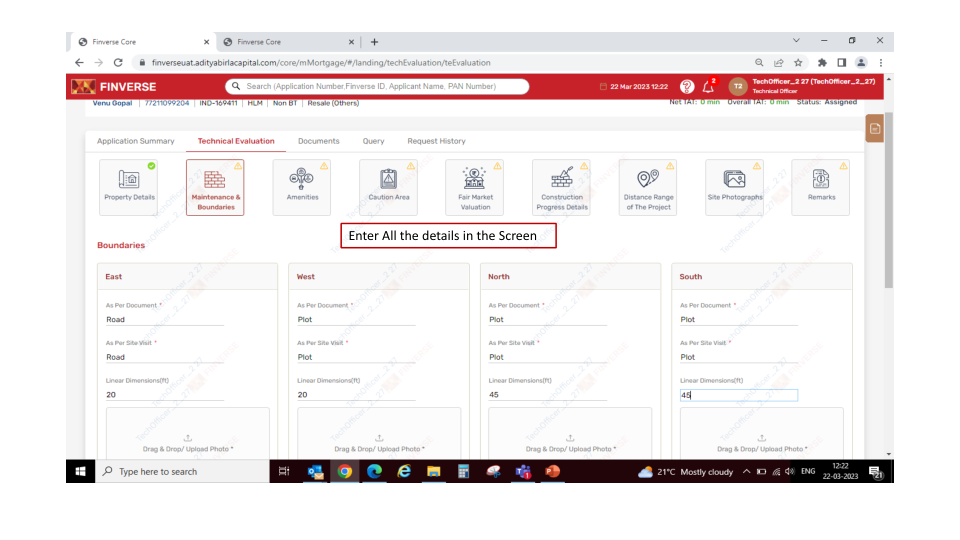 Finverse Core
Finverse Core
finverseuat.adityabirlacapital.com/core/mMortgage/#/landing/techEvaluation/teEvaluation
FINVERSE
Search (Application Number,Finverse ID, Applicant Name, PAN Number)
22 Mar 2023 12:22
2
T2
TechOfficer_2 27 (TechOfficer_2_27)
Technical Officer
Venu Gopal | 77211099204 | IND-169411 | HLM | Non BT | Resale (Others)
Net TAT: 0 min Overall TAT: 0 min Status: Assigned
Application Summary Technical Evaluation Documents Query Request History
Property Details
Maintenance &
Boundaries
Amenities
Caution Area
Fair Market
Valuation
Construction
Progress Details
Distance Range
of The Project
Site Photographs
Remarks
Enter All the details in the Screen
Boundaries
East West North South
As Per Document * As Per Document * As Per Document * As Per Document *
Road Plot Plot Plot
As Per Site Visit * As Per Site Visit * As Per Site Visit * As Per Site Visit *
Road Plot Plot Plot
Linear Dimensions(ft) Linear Dimensions(ft) Linear Dimensions(ft) Linear Dimensions(ft)
20 20 45 45
Drag & Drop/ Upload Photo * Drag & Drop/ Upload Photo * Drag & Drop/ Upload Photo * Drag & Drop/ Upload Photo *
Type here to search
21°C Mostly cloudy
ENG
12:22
22-03-2023
21